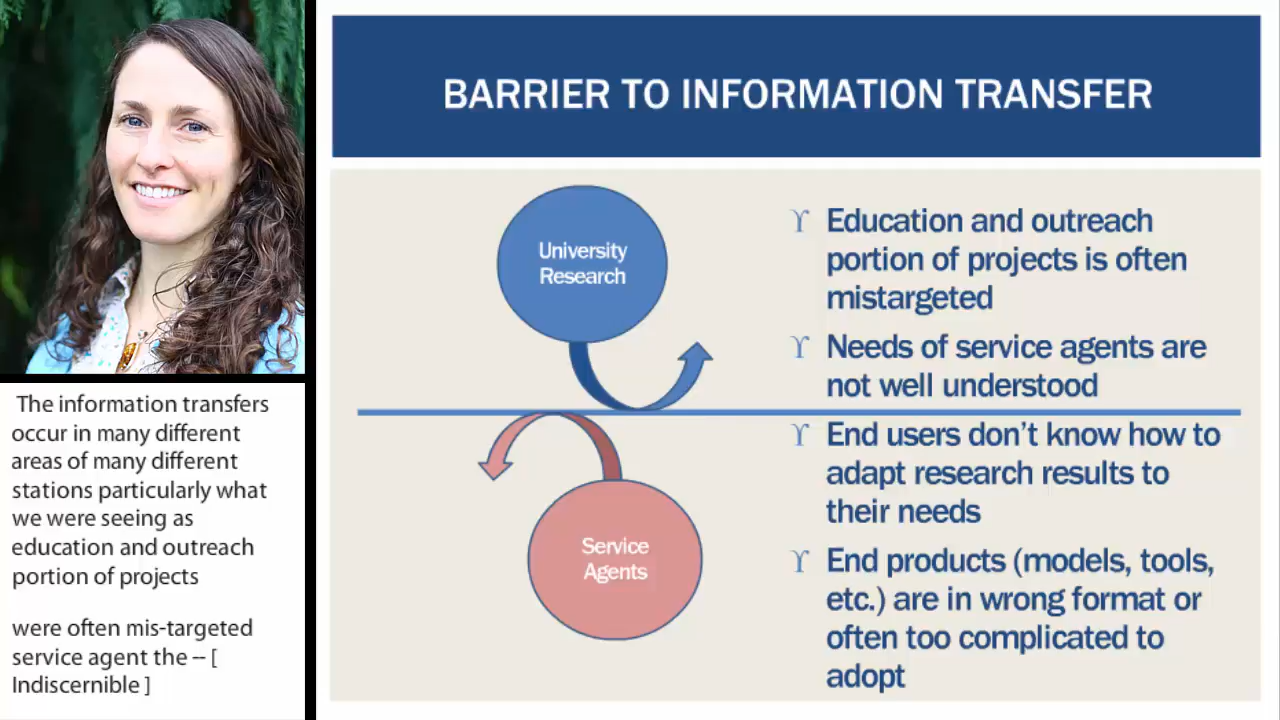 The information transfers
occur in many different
areas of many different
stations particularly what
we were seeing as
education and outreach
portion of projects
were often mis-targeted
service agent the -- [
Indiscernible ]
BARRIER TO INFORMATION TRANSFER
University
Research
Service
Agents
Education and outreach
portion of projects is often
mistargeted
Needs of service agents are
not well understood
End users don’t know how to
adapt research results to
their needs
End products (models, tools,
etc.) are in wrong format or
often too complicated to
adopt